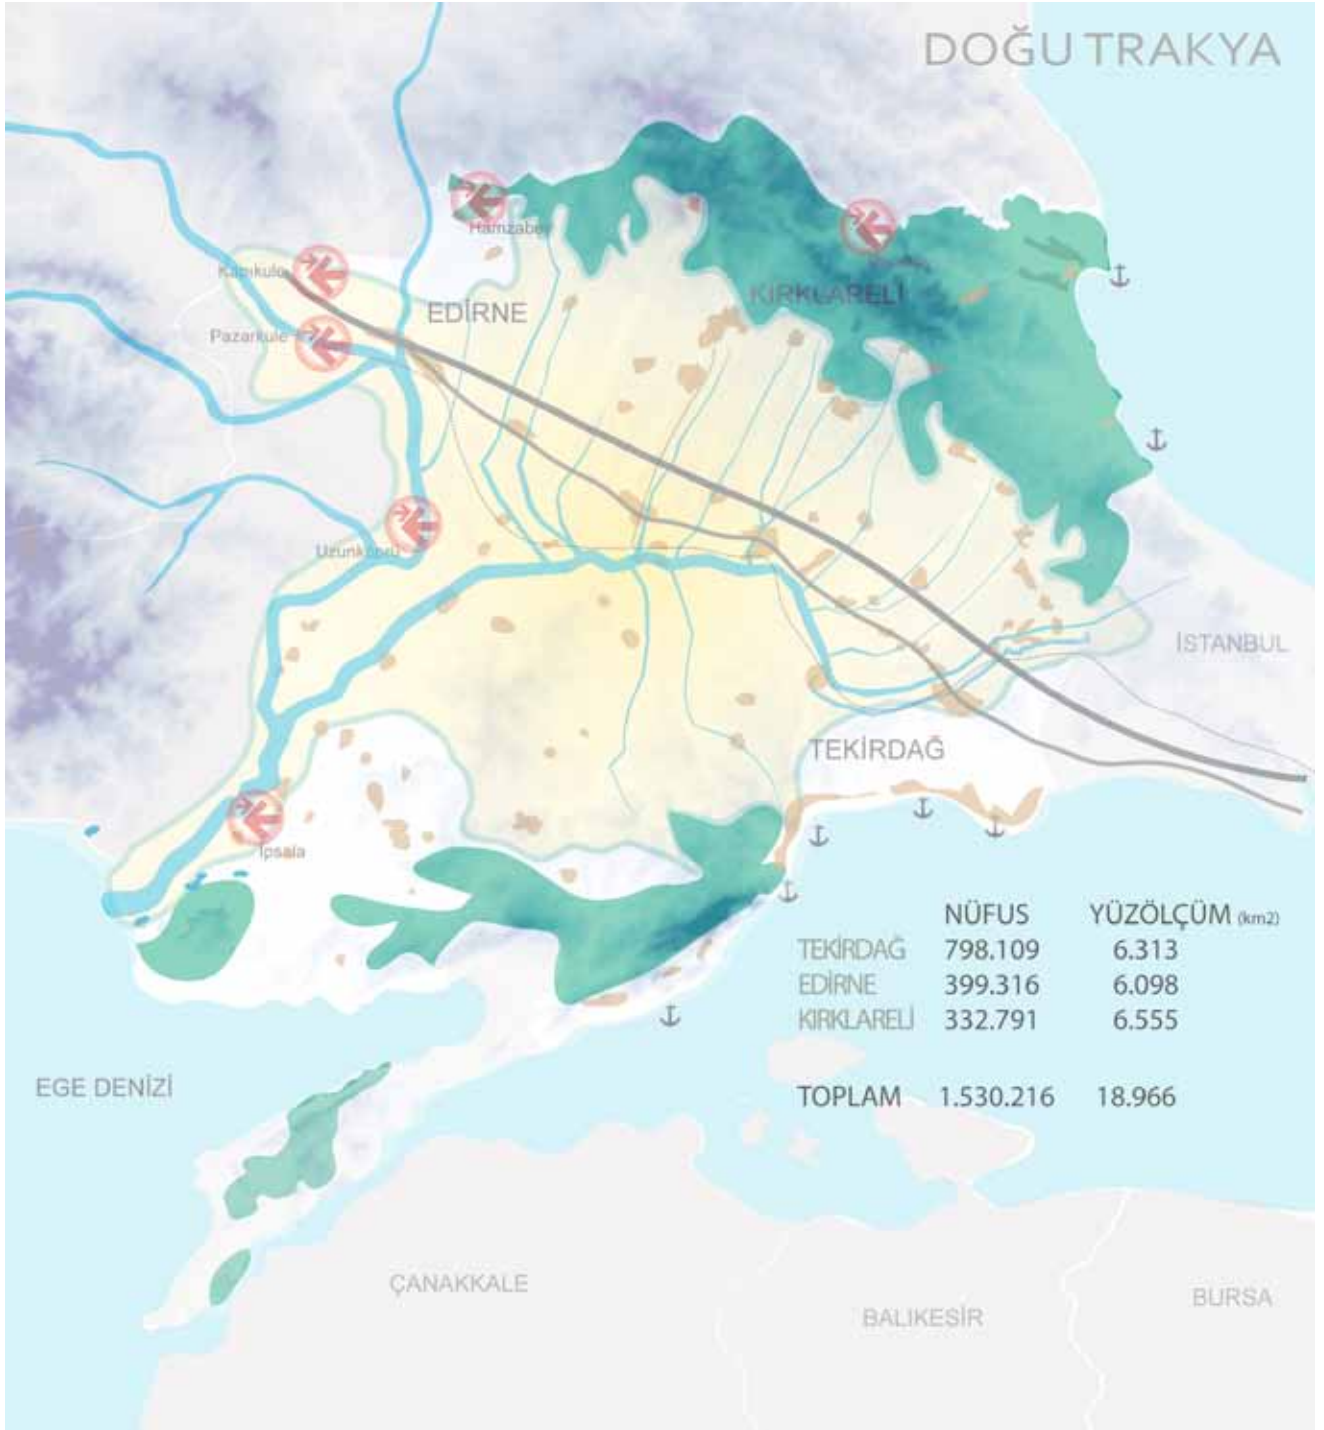 DOĞU TRAKYA
Hamzabey
Kapıkule
EDİRNE
KIRKLARELİ
Pazarkule
Uzunköprü
İSTANBUL
TEKİRDAĞ
İpsala
NÜFUS YÜZÖLÇÜM (km2)
TEKİRDAĞ 798.109 6.313
EDİRNE 399.316 6.098
KIRKLARELİ 332.791 6.555
TOPLAM 1.530.216 18.966
EGE DENİZİ
ÇANAKKALE
BALIKESİR
BURSA